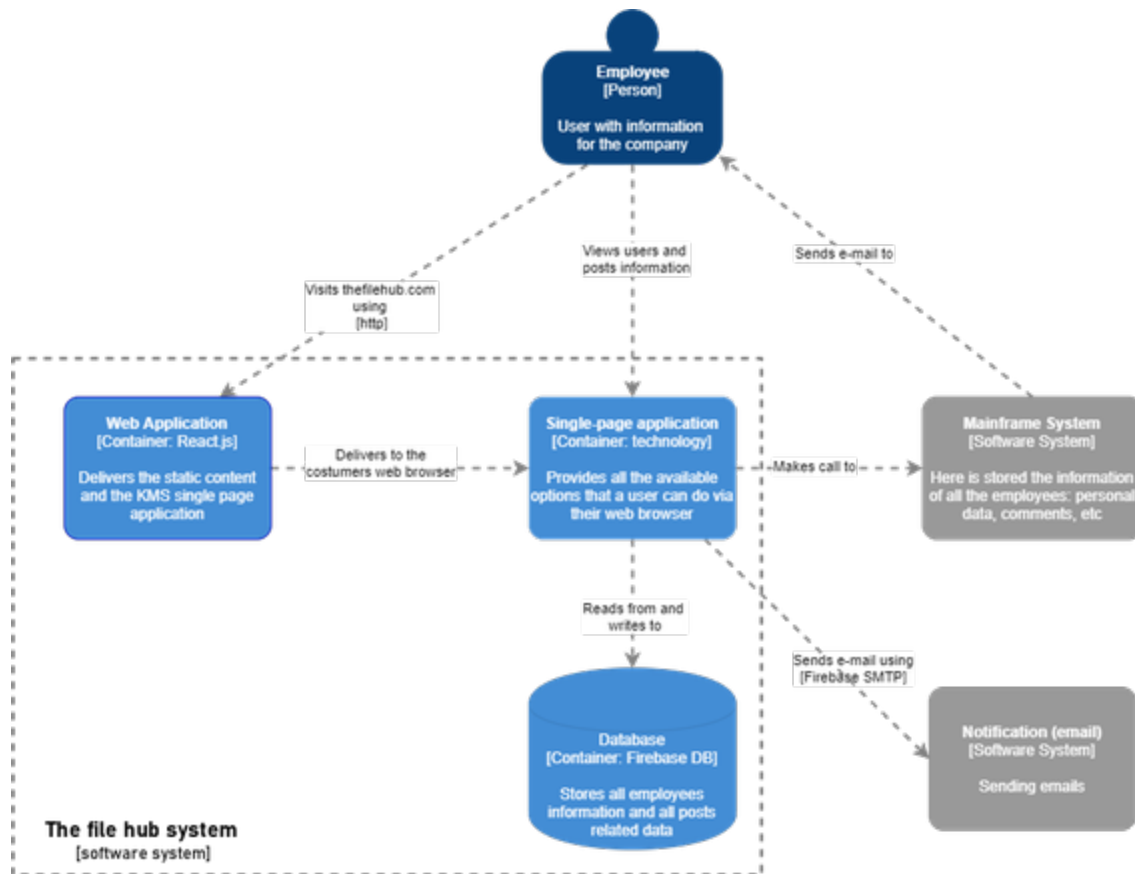 Employee
[Person]
User with information
for the company
Views users and
posts information
Sends e-mail to
Visits thefilehub.com
using
[http]
Web Application
[Container: React.js]
Delivers the static content
and the KMS single page
application
Delivers to the
costumers web browser
Single-page application
[Container: technology]
Provides all the available
options that a user can do via
their web browser
Makes call to
Mainframe System
[Software System]
Here is stored the information
of all the employees: personal
data, comments, etc
Reads from and
writes to
Sends e-mail using
[Firebase SMTP]
Database
[Container: Firebase DB]
Stores all employees
information and all posts
related data
Notification (email)
[Software System]
Sending emails
The file hub system
[software system]